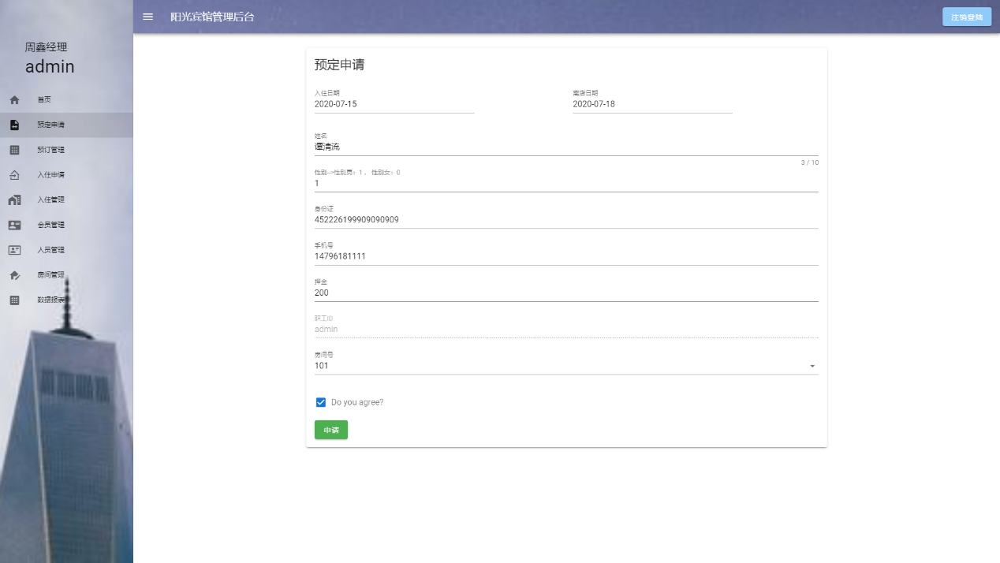 阳光宾馆管理后台
注销登陆
周鑫经理
admin
首页
预定申请
预订管理
入住申请
入住管理
会员管理
人员管理
房间管理
数据报表
预定申请
入住日期
2020-07-15
离店日期
2020-07-18
姓名
谭清流
3 / 10
性别-->性别男：1 ， 性别女：0
1
身份证
452226199909090909
手机号
14796181111
押金
200
职工ID
admin
房间号
101
Do you agree?
申请